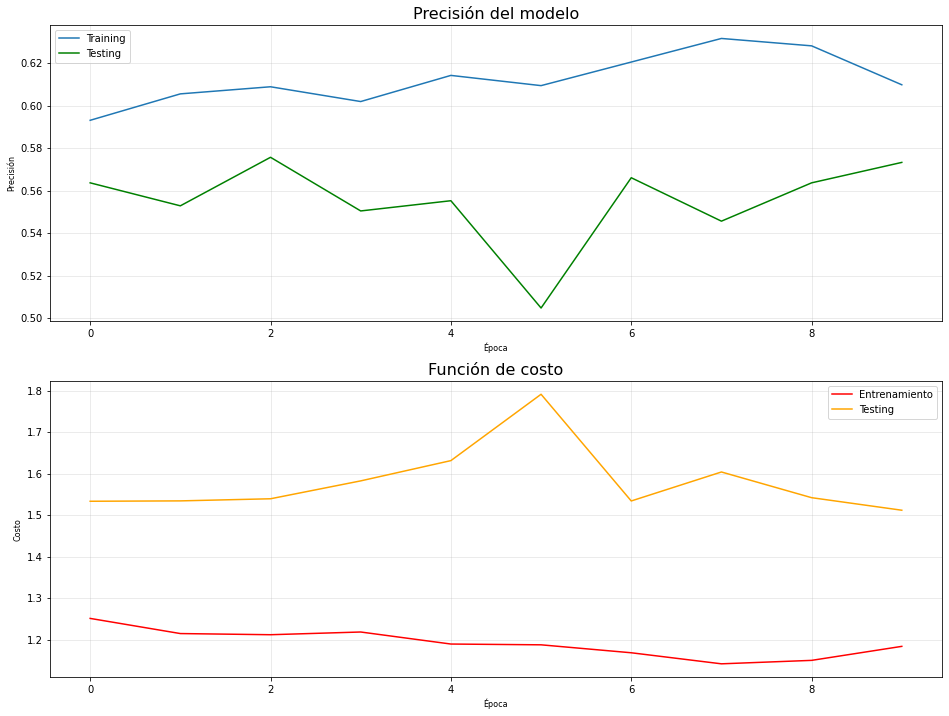 Precisión del modelo
Training
Testing
Precisión
0.62
0.60
0.58
0.56
0.54
0.52
0.50
0 2 4 6 8
Época
Función de costo
Entrenamiento
Testing
Costo
1.8
1.7
1.6
1.5
1.4
1.3
1.2
0 2 4 6 8
Época